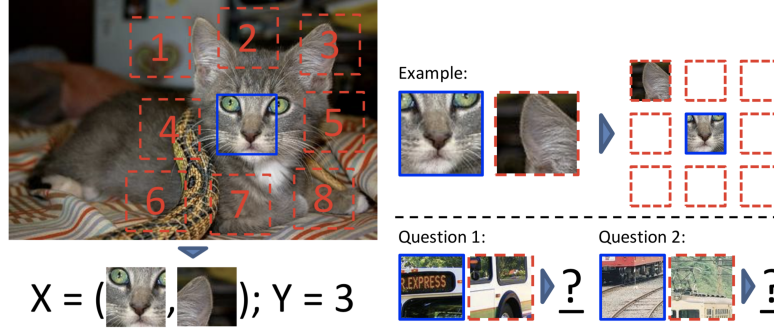 1 2 3
4 5
6 7 8
X = ( , ); Y = 3
Example:
Question 1: Question 2:
R.EXPRESS
? ?